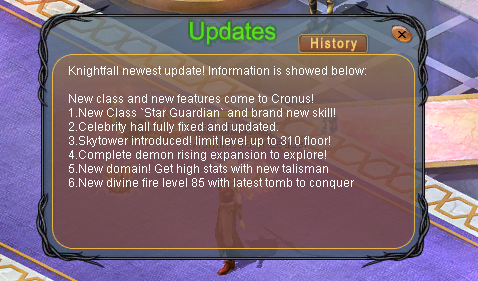 Updates
History
Knightfall newest update! Information is showed below:
New class and new features come to Cronus!
1.New Class `Star Guardian` and brand new skill!
2.Celebrity hall fully fixed and updated.
3.Skytower introduced! limit level up to 310 floor!
4.Complete demon rising expansion to explore!
5.New domain! Get high stats with new talisman
6.New divine fire level 85 with latest tomb to conquer